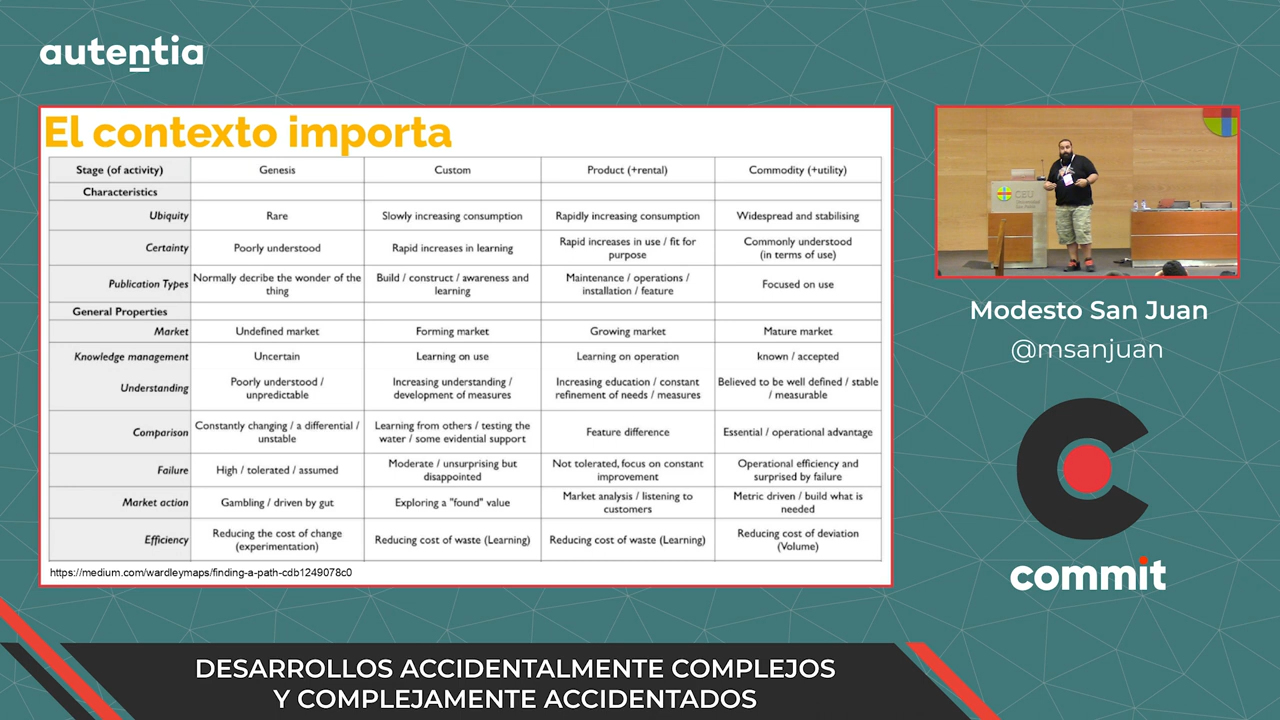 autentia
El contexto importa
Stage (of activity) Genesis Custom Product (+rental) Commodity (+utility)
Characteristics
Ubiquity Rare Slowly increasing consumption Rapidly increasing consumption Widespread and stabilising
Certainty Poorly understood Rapid increases in learning Rapid increases in use / fit for purpose Commonly understood (in terms of use)
Publication Types Normally decribe the wonder of the thing Build / construct / awareness and learning Maintenance / operations / installation / feature Focused on use
General Properties
Market Undefined market Forming market Growing market Mature market
Knowledge management Uncertain Learning on use Learning on operation known / accepted
Understanding Poorly understood / unpredictable Increasing understanding / development of measures Increasing education / constant refinement of needs / measures Believed to be well defined / stable / measurable
Comparison Constantly changing / a differential / unstable Learning from others / testing the water / some evidential support Feature difference Essential / operational advantage
Failure High / tolerated / assumed Moderate / unsurprising but disappointed Not tolerated, focus on constant improvement Operational efficiency and surprised by failure
Market action Gambling / driven by gut Exploring a "found" value Market analysis / listening to customers Metric driven / build what is needed
Efficiency Reducing the cost of change (experimentation) Reducing cost of waste (Learning) Reducing cost of waste (Learning) Reducing cost of deviation (Volume)
https://medium.com/wardleymaps/finding-a-path-cdb1249078c0
CEU
Modesto San Juan
@msanjuan
commit
DESARROLLOS ACCIDENTALMENTE COMPLEJOS
Y COMPLEJAMENTE ACCIDENTADOS